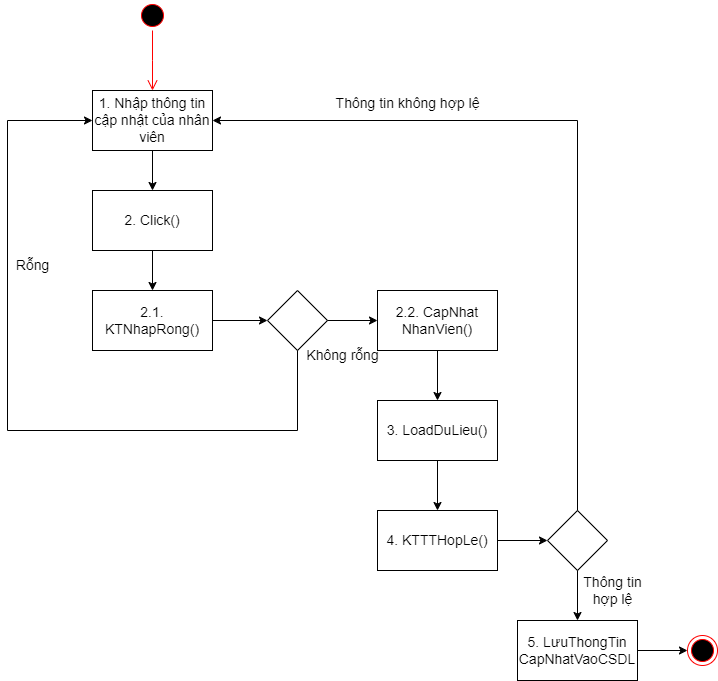 1. Nhập thông tin
cập nhật của nhân
viên
Thông tin không hợp lệ
2. Click()
Rỗng
2.1.
KTNhapRong()
2.2. CapNhat
NhanVien()
Không rỗng
3. LoadDuLieu()
4. KTTTHopLe()
Thông tin
hợp lệ
5. LưuThongTin
CapNhatVaoCSDL